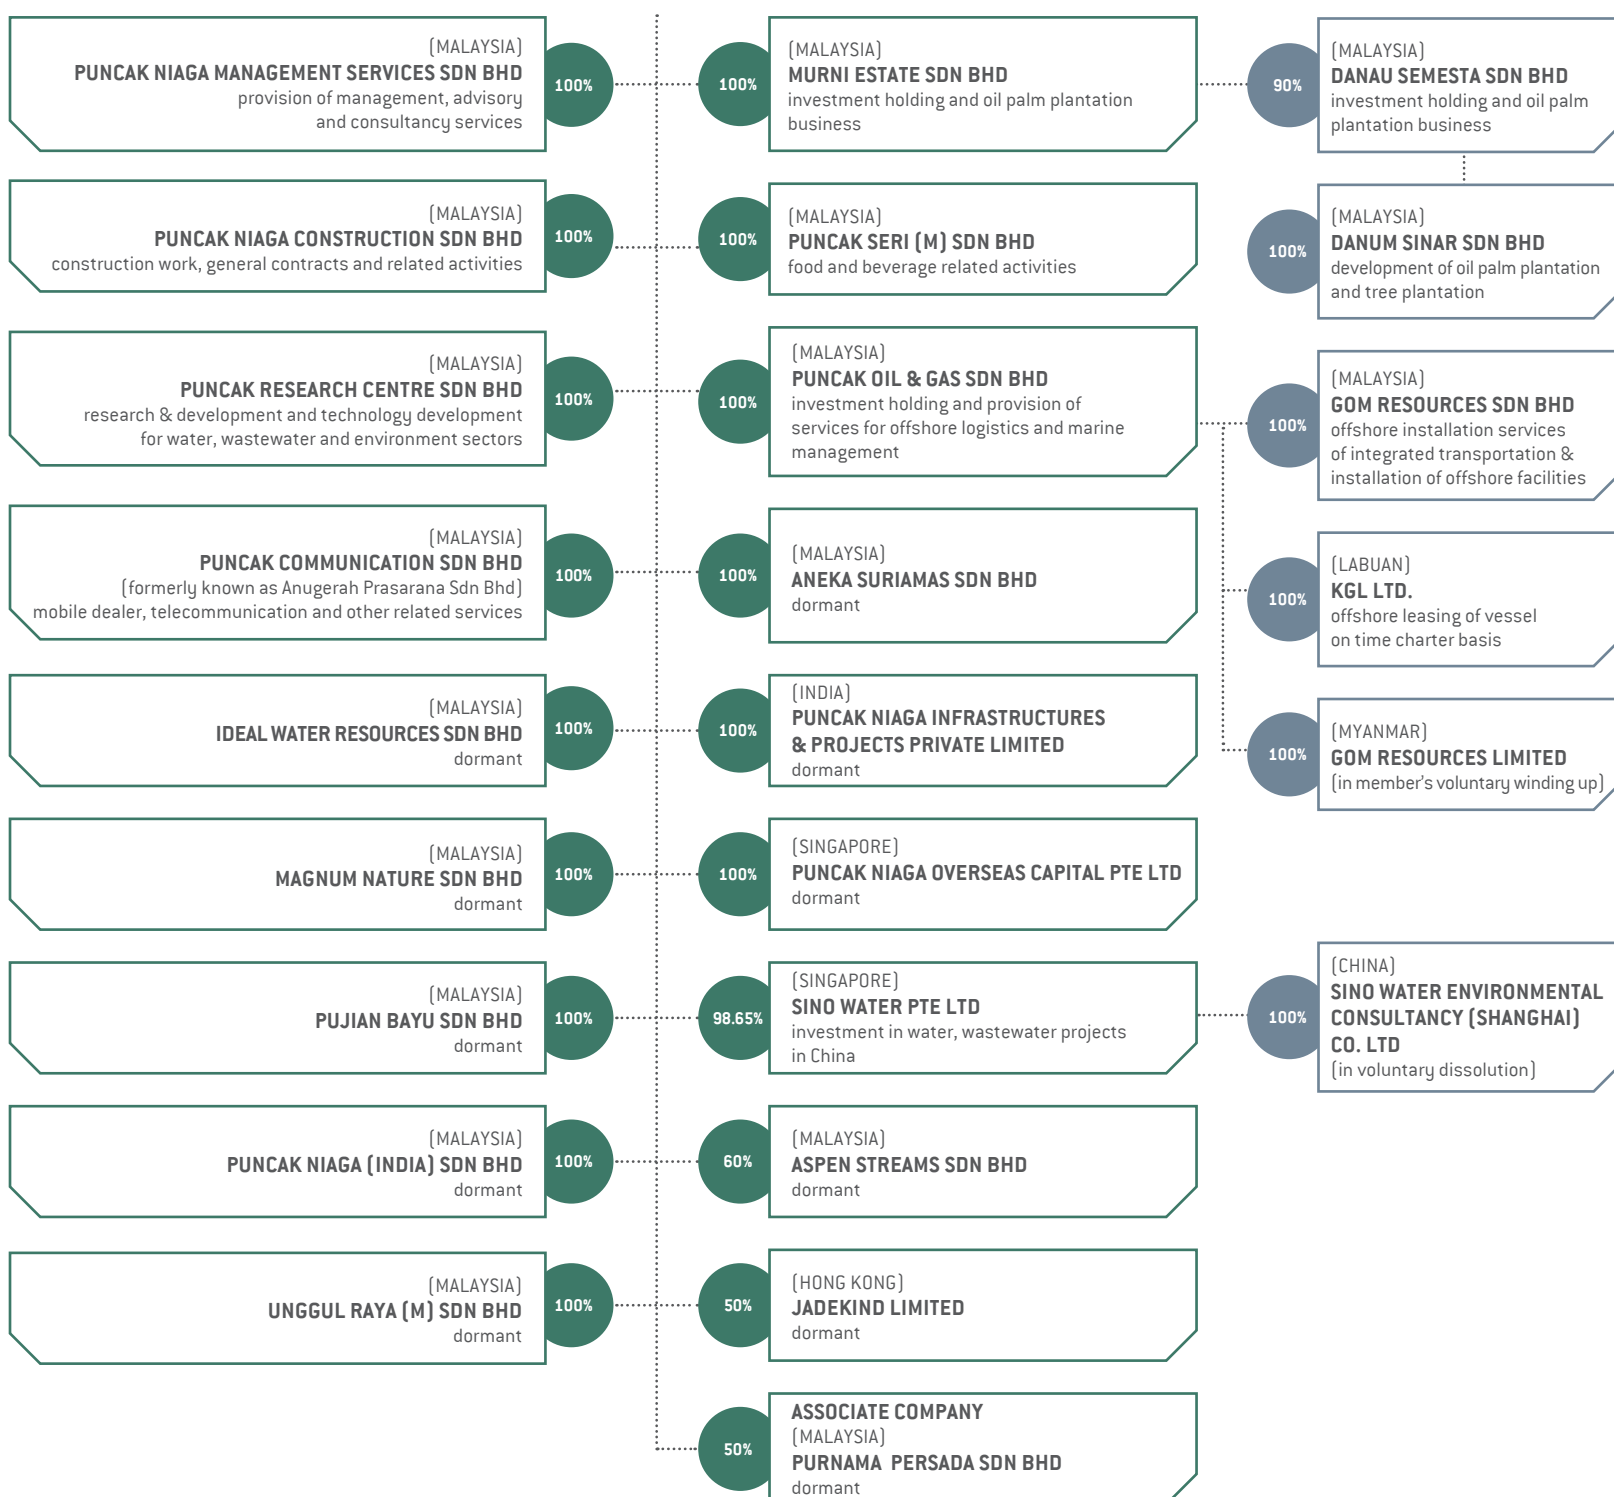 (MALAYSIA)
PUNCAK NIAGA MANAGEMENT SERVICES SDN BHD
provision of management, advisory
and consultancy services
100%
(MALAYSIA)
PUNCAK NIAGA CONSTRUCTION SDN BHD
construction work, general contracts and related activities
100%
(MALAYSIA)
PUNCAK RESEARCH CENTRE SDN BHD
research & development and technology development
for water, wastewater and environment sectors
100%
(MALAYSIA)
PUNCAK COMMUNICATION SDN BHD
(formerly known as Anugerah Prasarana Sdn Bhd)
mobile dealer, telecommunication and other related services
100%
(MALAYSIA)
IDEAL WATER RESOURCES SDN BHD
dormant
100%
(MALAYSIA)
MAGNUM NATURE SDN BHD
dormant
100%
(MALAYSIA)
PUJIAN BAYU SDN BHD
dormant
100%
(MALAYSIA)
PUNCAK NIAGA (INDIA) SDN BHD
dormant
100%
(MALAYSIA)
UNGGUL RAYA (M) SDN BHD
dormant
100%
100%
(MALAYSIA)
MURNI ESTATE SDN BHD
investment holding and oil palm plantation
business
100%
(MALAYSIA)
PUNCAK SERI (M) SDN BHD
food and beverage related activities
100%
(MALAYSIA)
PUNCAK OIL & GAS SDN BHD
investment holding and provision of
services for offshore logistics and marine
management
100%
(MALAYSIA)
ANEKA SURIAMAS SDN BHD
dormant
100%
(INDIA)
PUNCAK NIAGA INFRASTRUCTURES
& PROJECTS PRIVATE LIMITED
dormant
100%
(SINGAPORE)
PUNCAK NIAGA OVERSEAS CAPITAL PTE LTD
dormant
98.65%
(SINGAPORE)
SINO WATER PTE LTD
investment in water, wastewater projects
in China
60%
(MALAYSIA)
ASPEN STREAMS SDN BHD
dormant
50%
(HONG KONG)
JADEKIND LIMITED
dormant
50%
ASSOCIATE COMPANY
(MALAYSIA)
PURNAMA PERSADA SDN BHD
dormant
90%
(MALAYSIA)
DANAU SEMESTA SDN BHD
investment holding and oil palm
plantation business
100%
(MALAYSIA)
DANUM SINAR SDN BHD
development of oil palm plantation
and tree plantation
100%
(MALAYSIA)
GOM RESOURCES SDN BHD
offshore installation services
of integrated transportation &
installation of offshore facilities
100%
(LABUAN)
KGL LTD.
offshore leasing of vessel
on time charter basis
100%
(MYANMAR)
GOM RESOURCES LIMITED
(in member's voluntary winding up)
100%
(CHINA)
SINO WATER ENVIRONMENTAL
CONSULTANCY (SHANGHAI)
CO. LTD
(in voluntary dissolution)